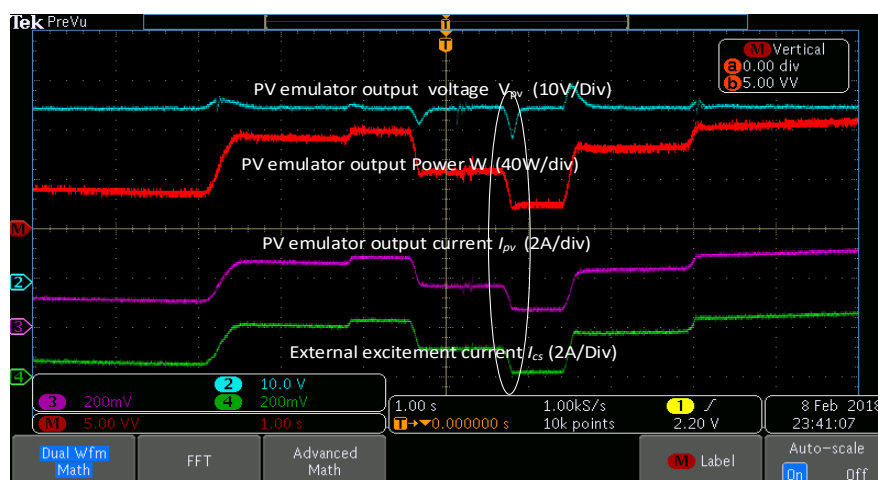 Tek PreVu
T
T
M Vertical
a 0.00 div
b 5.00 VV
PV emulator output voltage Vpv (10V/Div)
PV emulator output Power W (40W/div)
M
PV emulator output current Ipv (2A/div)
2
3
External excitement current Ics (2A/Div)
4
2 10.0 V
3 200mV 4 200mV
M 5.00 VV 1.00 s
1.00 s 1.00kS/s 1 /
T→▼0.000000 s 10k points 2.20 V
8 Feb 2018
23:41:07
Dual Wfm
Math
FFT
Advanced
Math
M Label
Auto-scale
On Off